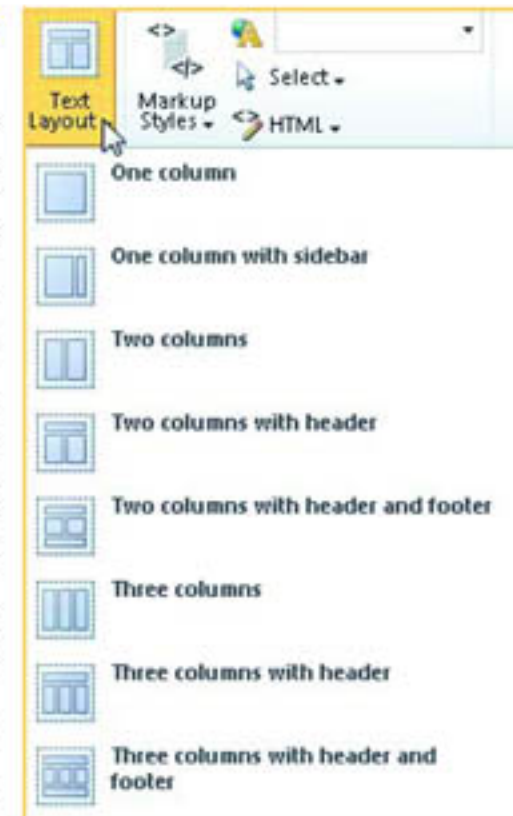 Text
Layout
Markup
Styles
Select
HTML
One column
One column with sidebar
Two columns
Two columns with header
Two columns with header and footer
Three columns
Three columns with header
Three columns with header and
footer